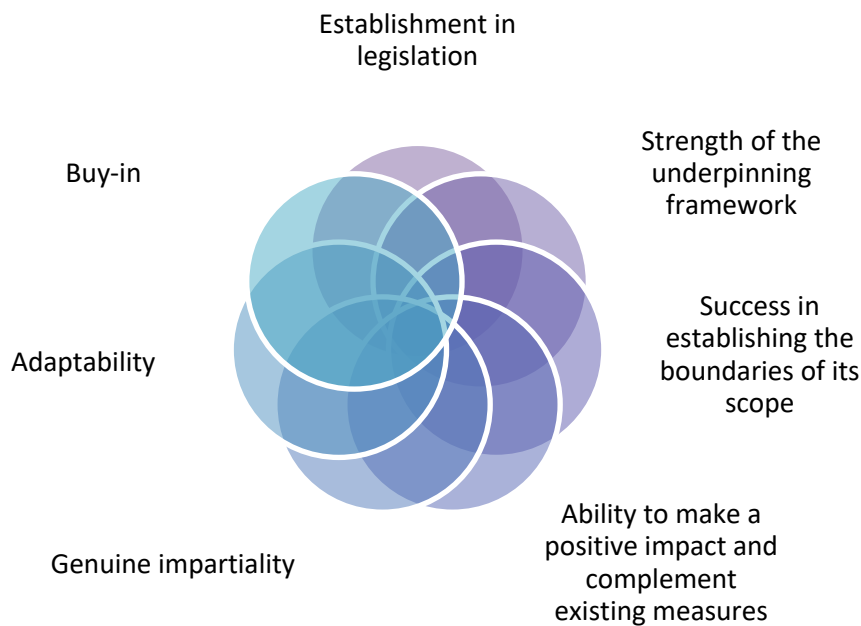 Establishment in
legislation
Strength of the
underpinning
framework
Success in
establishing the
boundaries of its
scope
Ability to make a
positive impact and
complement
existing measures
Genuine impartiality
Adaptability
Buy-in